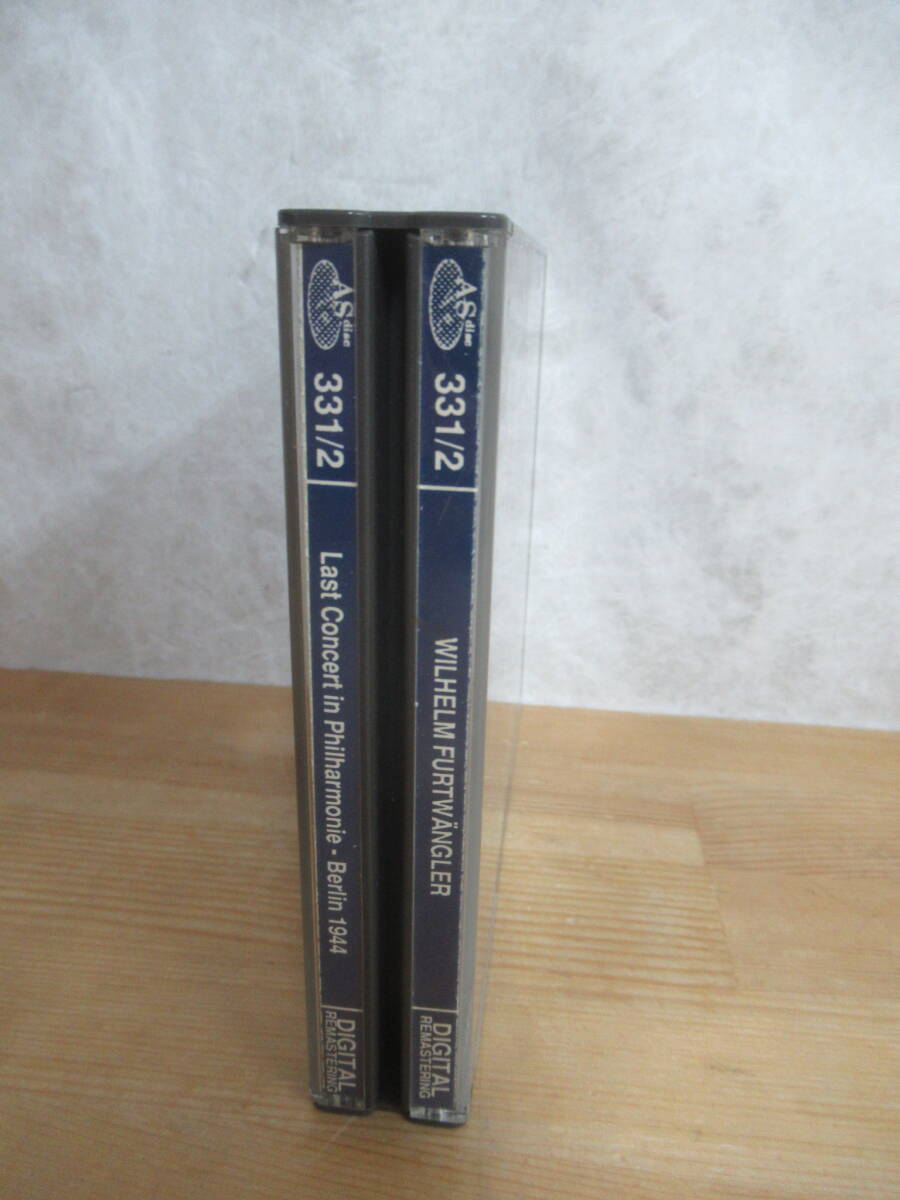 AS disc
331/2
Last Concert in Philharmonie - Berlin 1944
DIGITAL
REMASTERING
AS disc
331/2
WILHELM FURTWÄNGLER
DIGITAL
REMASTERING